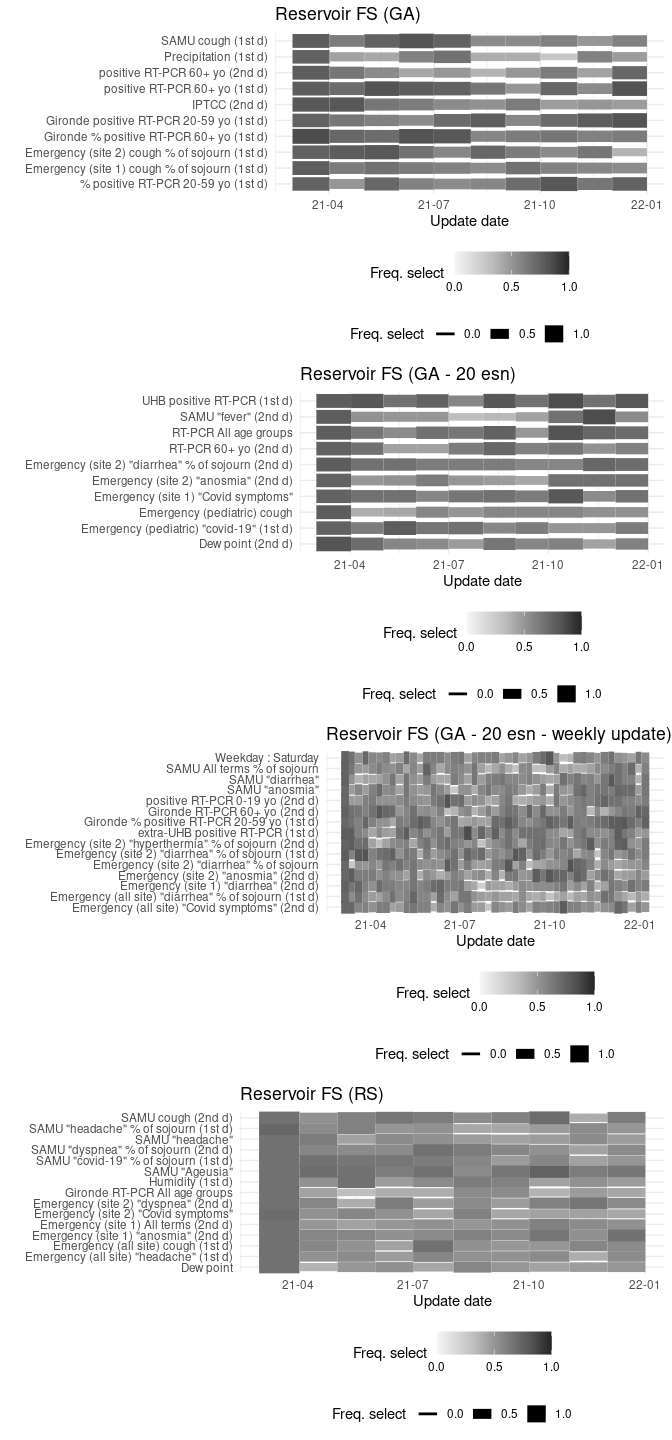 Reservoir FS (GA)
SAMU cough (1st d)
Precipitation (1st d)
positive RT-PCR 60+ yo (2nd d)
positive RT-PCR 60+ yo (1st d)
IPTCC (2nd d)
Gironde positive RT-PCR 20-59 yo (1st d)
Gironde % positive RT-PCR 60+ yo (1st d)
Emergency (site 2) cough % of sojourn (1st d)
Emergency (site 1) cough % of sojourn (1st d)
% positive RT-PCR 20-59 yo (1st d)
21-04 21-07 21-10 22-01
Update date
Freq. select
0.0 0.5 1.0
Freq. select 0.0 0.5 1.0
Reservoir FS (GA - 20 esn)
UHB positive RT-PCR (1st d)
SAMU "fever" (2nd d)
RT-PCR All age groups
RT-PCR 60+ yo (2nd d)
Emergency (site 2) "diarrhea" % of sojourn (2nd d)
Emergency (site 2) "anosmia" (2nd d)
Emergency (site 1) "Covid symptoms"
Emergency (pediatric) cough
Emergency (pediatric) "covid-19" (1st d)
Dew point (2nd d)
21-04 21-07 21-10 22-01
Update date
Freq. select
0.0 0.5 1.0
Freq. select 0.0 0.5 1.0
Reservoir FS (GA - 20 esn - weekly update)
Weekday : Saturday
SAMU All terms % of sojourn
SAMU "diarrhea"
SAMU "anosmia"
positive RT-PCR 0-19 yo (2nd d)
Gironde RT-PCR 60+ yo (2nd d)
Gironde % positive RT-PCR 20-59 yo (1st d)
extra-UHB positive RT-PCR (1st d)
Emergency (site 2) "hyperthermia" % of sojourn (2nd d)
Emergency (site 2) "diarrhea" % of sojourn (1st d)
Emergency (site 2) "diarrhea" % of sojourn
Emergency (site 2) "anosmia" (2nd d)
Emergency (site 1) "diarrhea" (2nd d)
Emergency (all site) "diarrhea" % of sojourn (1st d)
Emergency (all site) "Covid symptoms" (2nd d)
21-04 21-07 21-10 22-01
Update date
Freq. select
0.0 0.5 1.0
Freq. select 0.0 0.5 1.0
Reservoir FS (RS)
SAMU cough (2nd d)
SAMU "headache" % of sojourn (1st d)
SAMU "headache"
SAMU "dyspnea" % of sojourn (2nd d)
SAMU "covid-19" % of sojourn (1st d)
SAMU "Ageusia"
Humidity (1st d)
Gironde RT-PCR All age groups
Emergency (site 2) "dyspnea" (2nd d)
Emergency (site 2) "Covid symptoms"
Emergency (site 1) All terms (2nd d)
Emergency (site 1) "anosmia" (2nd d)
Emergency (all site) cough (1st d)
Emergency (all site) "headache" (1st d)
Dew point
21-04 21-07 21-10 22-01
Update date
Freq. select
0.0 0.5 1.0
Freq. select 0.0 0.5 1.0